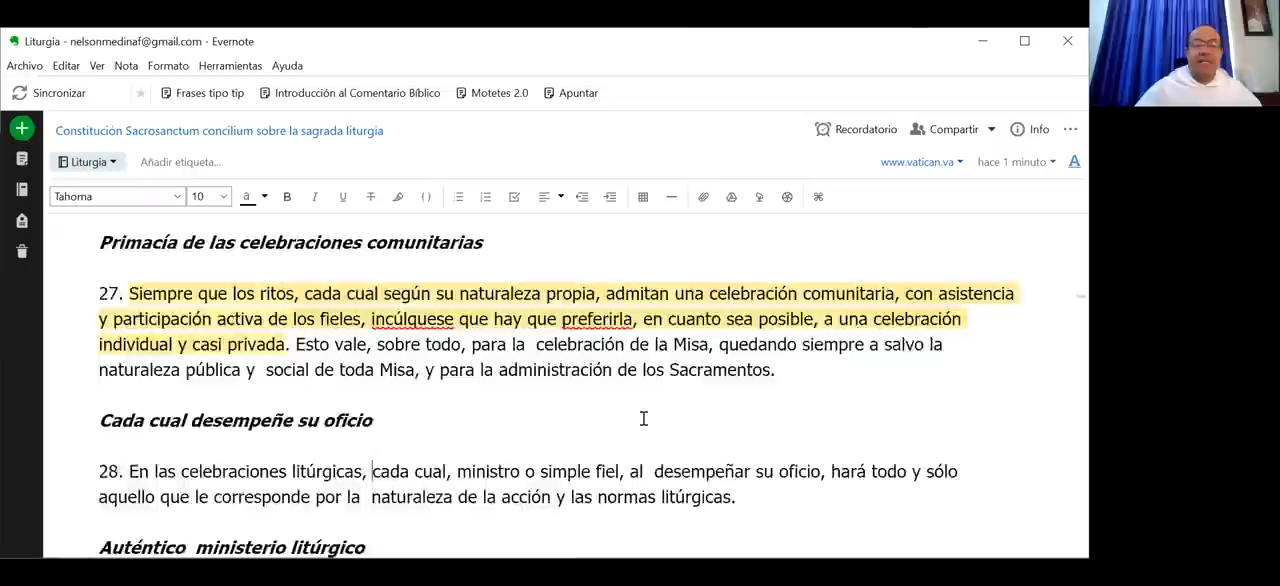 Liturgia - nelsonmedinaf@gmail.com - Evernote
Archivo Editar Ver Nota Formato Herramientas Ayuda
Sincronizar Frases tipo tip Introducción al Comentario Bíblico Motetes 2.0 Apuntar
Constitución Sacrosanctum concilium sobre la sagrada liturgia Recordatorio Compartir Info
Liturgia Añadir etiqueta... www.vatican.va hace 1 minuto
Tahoma 10 a B I U T
Primacía de las celebraciones comunitarias
27. Siempre que los ritos, cada cual según su naturaleza propia, admitan una celebración comunitaria, con asistencia
y participación activa de los fieles, incúlquese que hay que preferirla, en cuanto sea posible, a una celebración
individual y casi privada. Esto vale, sobre todo, para la celebración de la Misa, quedando siempre a salvo la
naturaleza pública y social de toda Misa, y para la administración de los Sacramentos.
Cada cual desempeñe su oficio
28. En las celebraciones litúrgicas, cada cual, ministro o simple fiel, al desempeñar su oficio, hará todo y sólo
aquello que le corresponde por la naturaleza de la acción y las normas litúrgicas.
Auténtico ministerio litúrgico